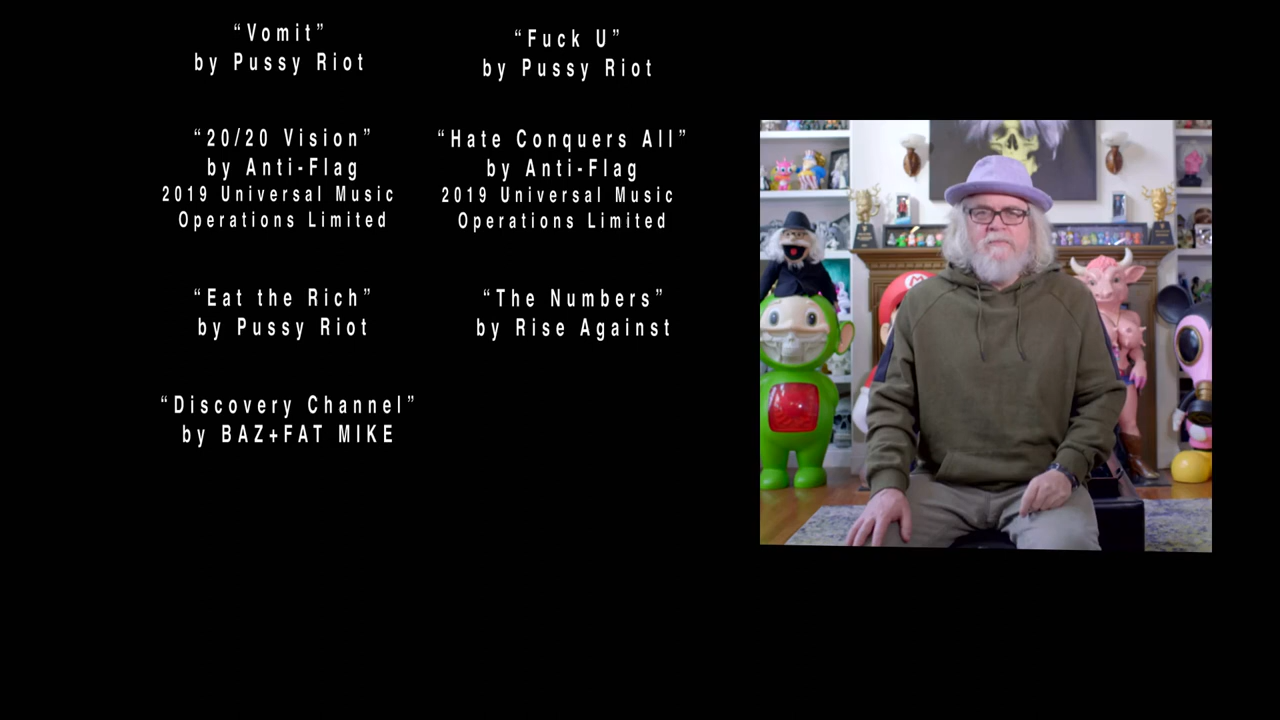 “Vomit”
by Pussy Riot
“Fuck U”
by Pussy Riot
“20/20 Vision”
by Anti-Flag
2019 Universal Music
Operations Limited
“Hate Conquers All”
by Anti-Flag
2019 Universal Music
Operations Limited
“Eat the Rich”
by Pussy Riot
“The Numbers”
by Rise Against
“Discovery Channel”
by BAZ+FAT MIKE